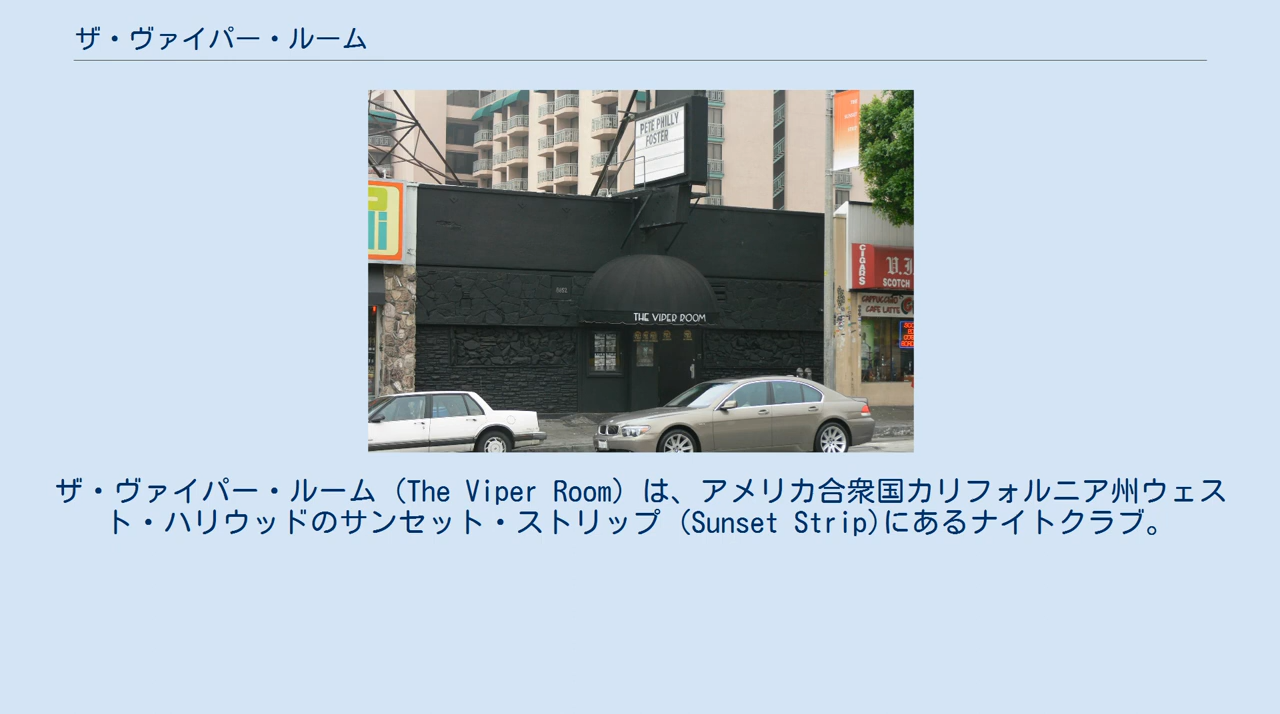 ザ・ヴァイパー・ルーム
PETE PHILLY
FOSTER
CIGARS
SCOTCH
CAPPUCCINO
CAFE LATTE
THE VIPER ROOM
ザ・ヴァイパー・ルーム（The Viper Room）は、アメリカ合衆国カリフォルニア州ウェス
ト・ハリウッドのサンセット・ストリップ（Sunset Strip)にあるナイトクラブ。